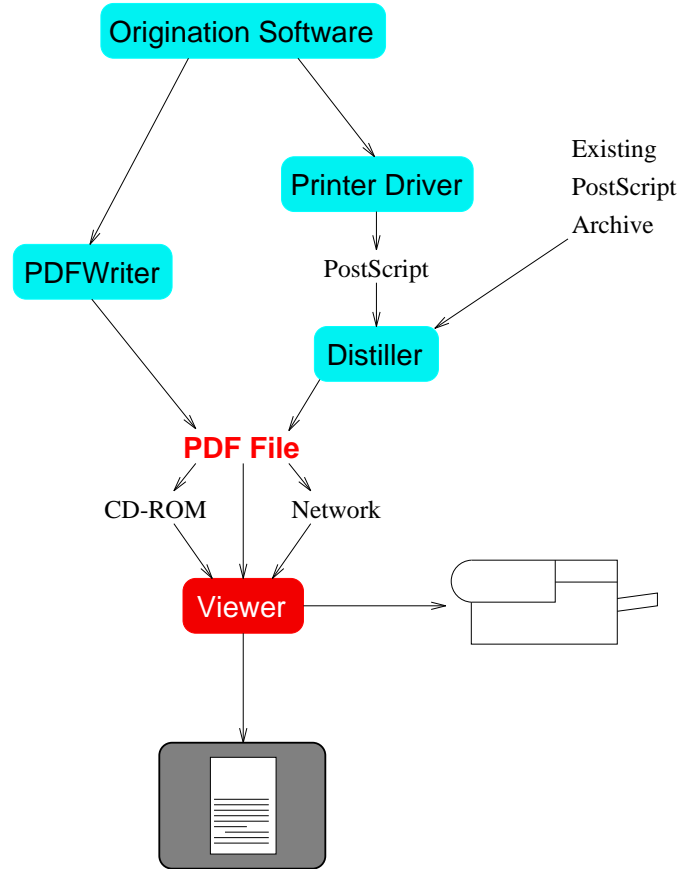 Origination Software
Printer Driver
Existing
PostScript
Archive
PDFWriter
PostScript
Distiller
PDF File
CD-ROM
Network
Viewer